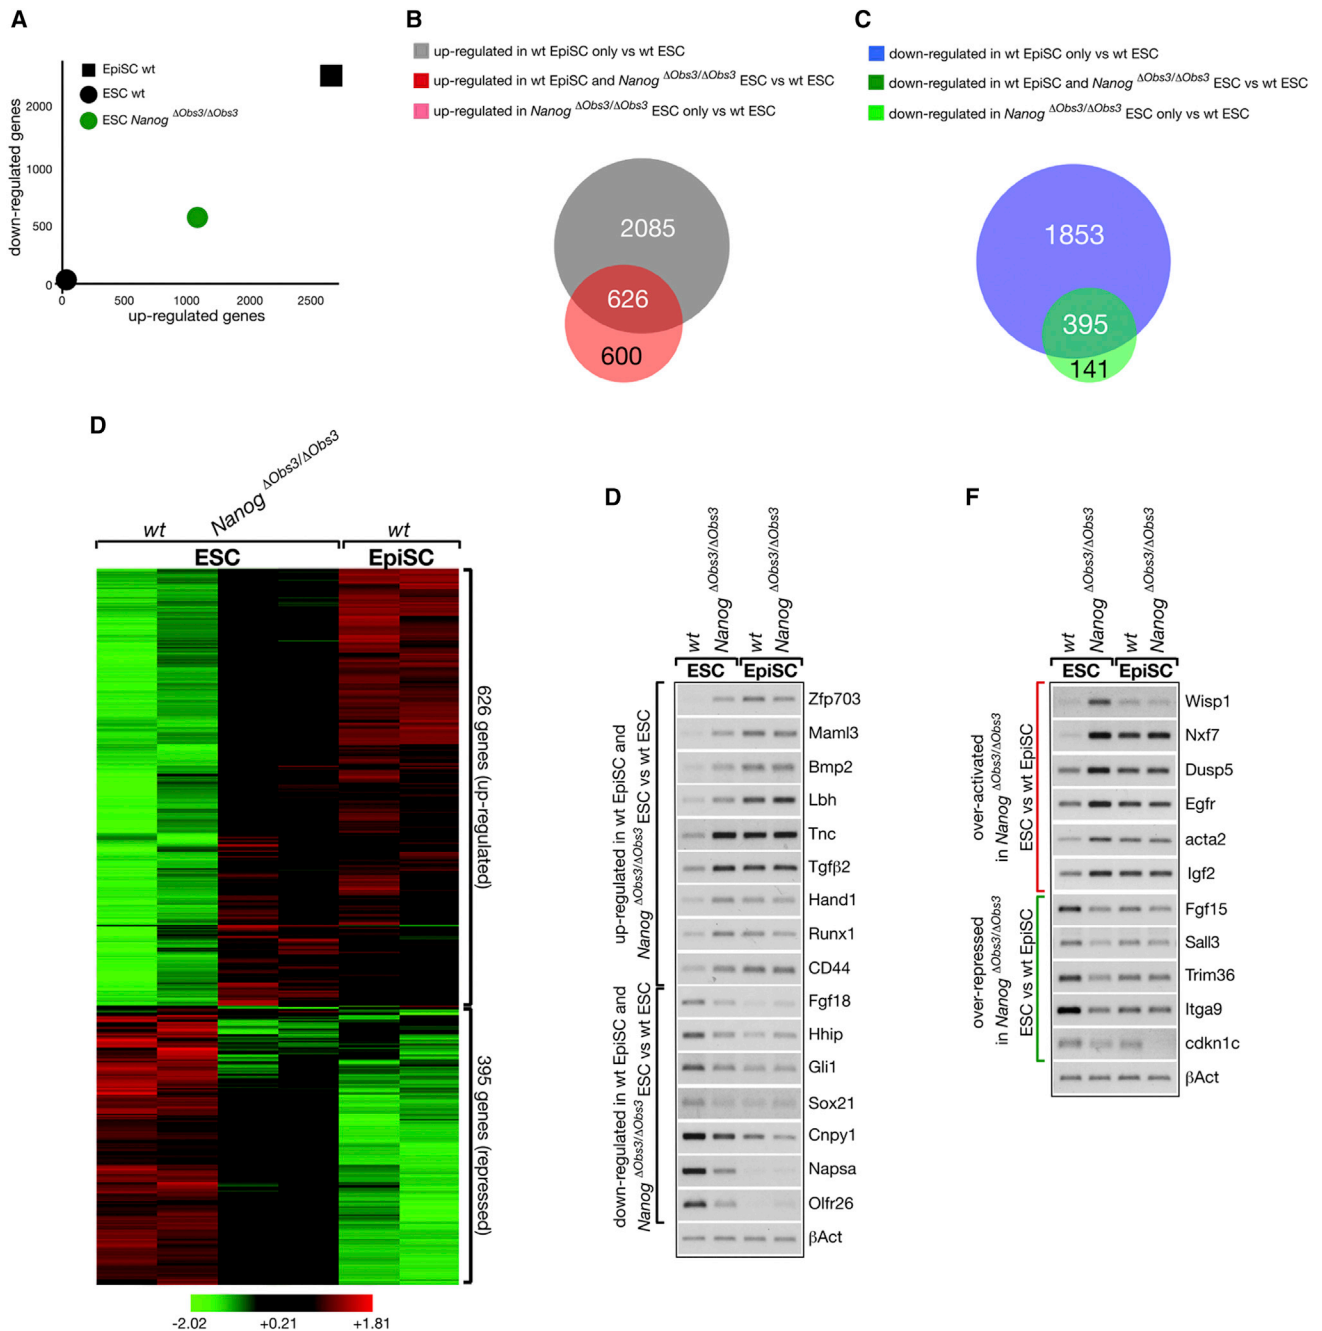 A
EpiSC wt
ESC wt
ESC Nanog ΔObs3/ΔObs3
down-regulated genes
2000
1000
500
0
0 500 1000 2000 2500
up-regulated genes
B
up-regulated in wt EpiSC only vs wt ESC
up-regulated in wt EpiSC and Nanog ΔObs3/ΔObs3 ESC vs wt ESC
up-regulated in Nanog ΔObs3/ΔObs3 ESC only vs wt ESC
2085
626
600
C
down-regulated in wt EpiSC only vs wt ESC
down-regulated in wt EpiSC and Nanog ΔObs3/ΔObs3 ESC vs wt ESC
down-regulated in Nanog ΔObs3/ΔObs3 ESC only vs wt ESC
1853
395
141
D
wt Nanog ΔObs3/ΔObs3 wt
ESC EpiSC
626 genes (up-regulated)
395 genes (repressed)
-2.02 +0.21 +1.81
D
wt Nanog ΔObs3/ΔObs3 wt Nanog ΔObs3/ΔObs3
ESC EpiSC
up-regulated in wt EpiSC and
Nanog ΔObs3/ΔObs3 ESC vs wt ESC
down-regulated in wt EpiSC and
Nanog ΔObs3/ΔObs3 ESC vs wt ESC
Zfp703
Maml3
Bmp2
Lbh
Tnc
Tgfβ2
Hand1
Runx1
CD44
Fgf18
Hhip
Gli1
Sox21
Cnpy1
Napsa
Olfr26
βAct
F
wt Nanog ΔObs3/ΔObs3 wt Nanog ΔObs3/ΔObs3
ESC EpiSC
over-activated
in Nanog ΔObs3/ΔObs3
ESC vs wt EpiSC
over-repressed
in Nanog ΔObs3/ΔObs3
ESC vs wt EpiSC
Wisp1
Nxf7
Dusp5
Egfr
acta2
Igf2
Fgf15
Sall3
Trim36
Itga9
cdkn1c
βAct